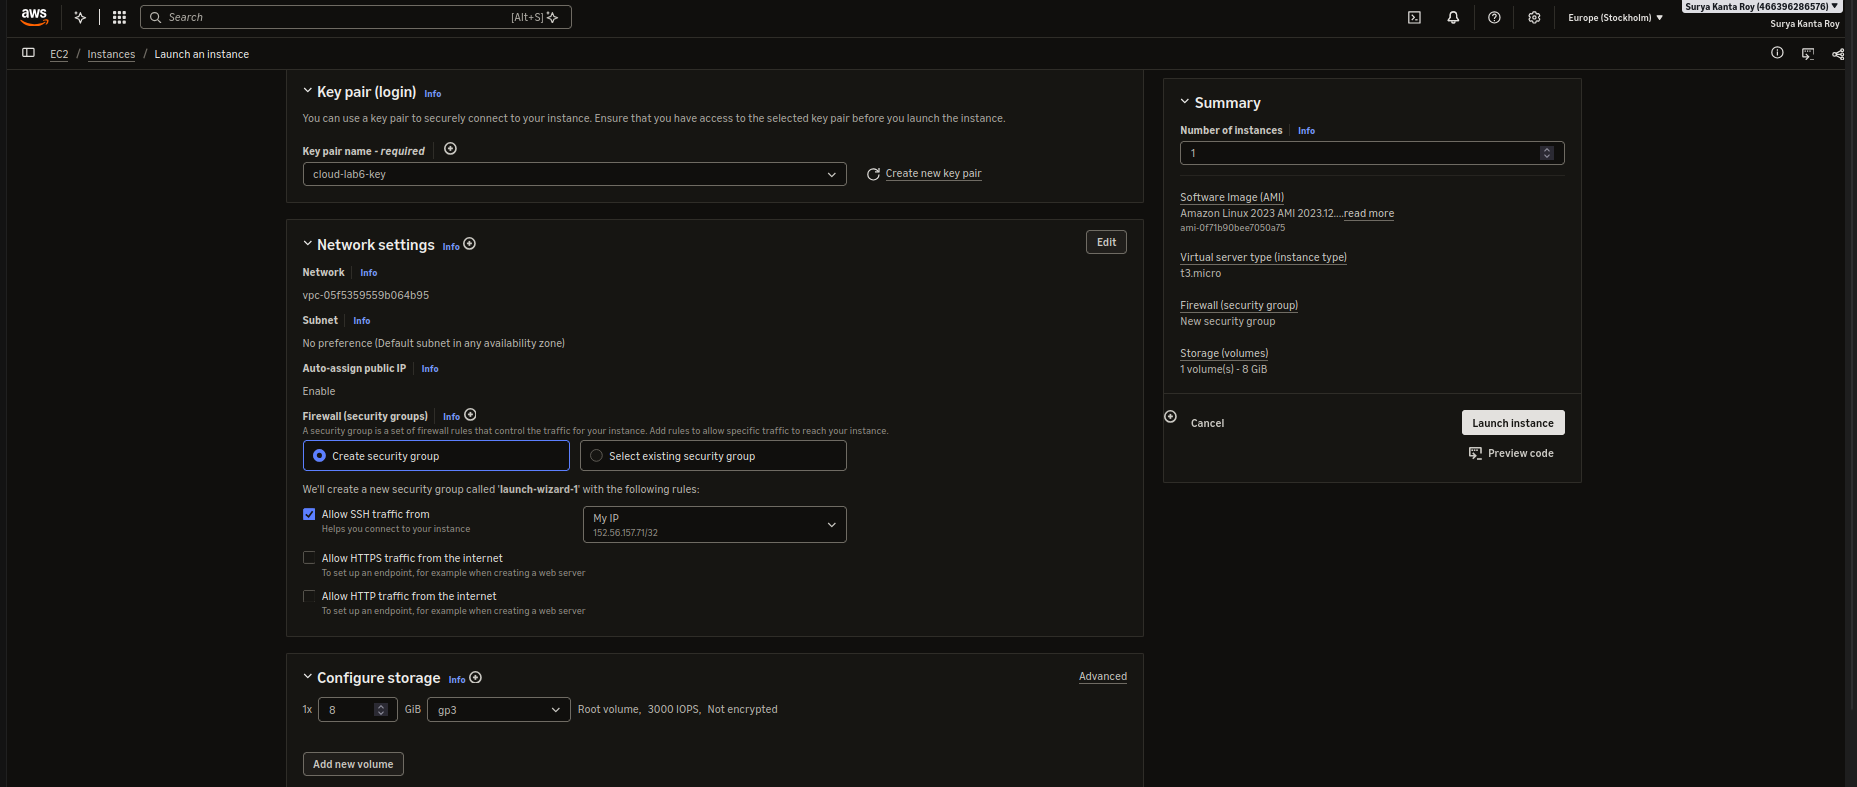 aws
Search [Alt+S]
Europe (Stockholm)
Surya Kanta Roy (466396286576)
Surya Kanta Roy
EC2 / Instances / Launch an instance
Key pair (login) Info
You can use a key pair to securely connect to your instance. Ensure that you have access to the selected key pair before you launch the instance.
Key pair name - required
cloud-lab6-key
Create new key pair
Network settings Info
Edit
Network Info
vpc-05f5359559b064b95
Subnet Info
No preference (Default subnet in any availability zone)
Auto-assign public IP Info
Enable
Firewall (security groups) Info
A security group is a set of firewall rules that control the traffic for your instance. Add rules to allow specific traffic to reach your instance.
Create security group
Select existing security group
We'll create a new security group called 'launch-wizard-1' with the following rules:
Allow SSH traffic from
Helps you connect to your instance
My IP
152.56.157.71/32
Allow HTTPS traffic from the internet
To set up an endpoint, for example when creating a web server
Allow HTTP traffic from the internet
To set up an endpoint, for example when creating a web server
Configure storage Info
Advanced
1x 8 GiB gp3 Root volume, 3000 IOPS, Not encrypted
Add new volume
Summary
Number of instances Info
1
Software Image (AMI)
Amazon Linux 2023 AMI 2023.12....read more
ami-0f71b90bee7050a75
Virtual server type (instance type)
t3.micro
Firewall (security group)
New security group
Storage (volumes)
1 volume(s) - 8 GiB
Cancel
Launch instance
Preview code